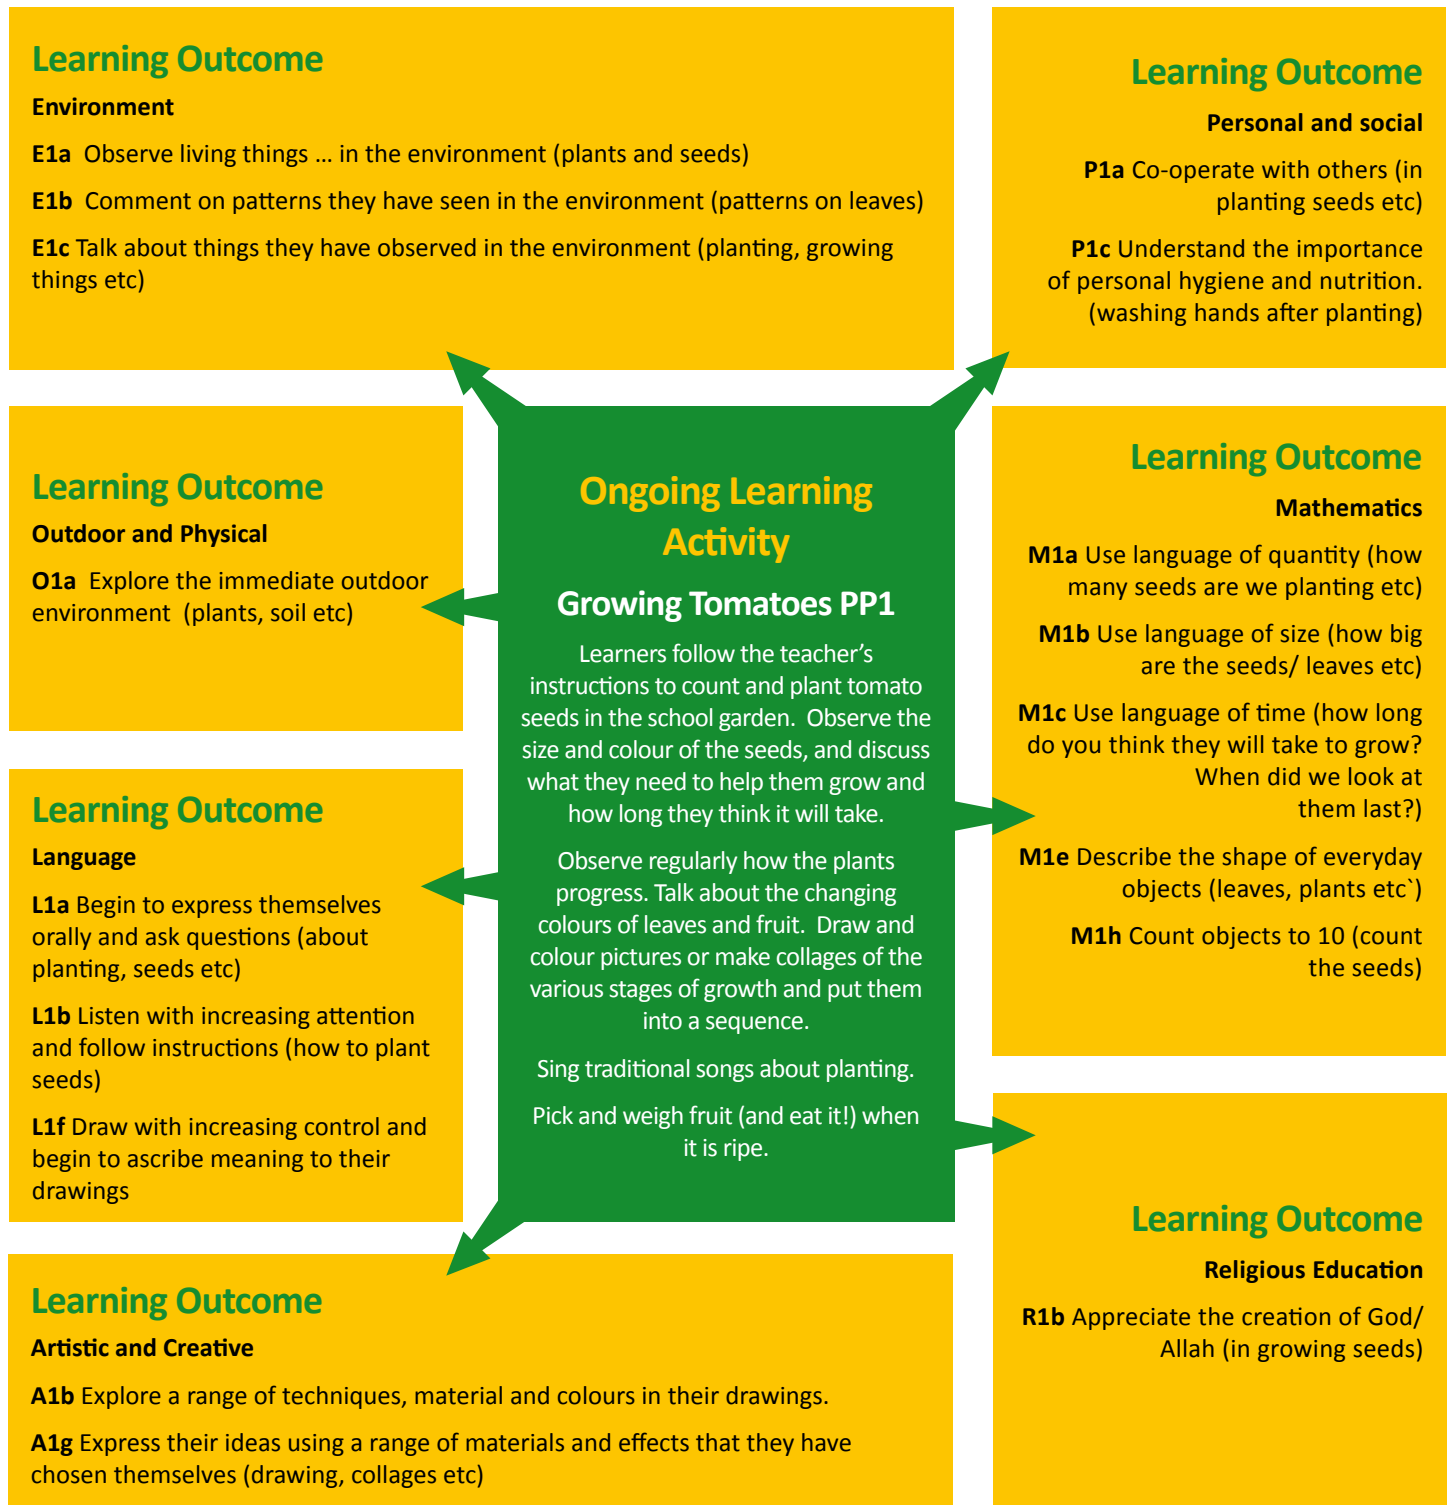 Learning Outcome
Environment
E1a Observe living things ... in the environment (plants and seeds)
E1b Comment on patterns they have seen in the environment (patterns on leaves)
E1c Talk about things they have observed in the environment (planting, growing
things etc)
Learning Outcome
Personal and social
P1a Co-operate with others (in
planting seeds etc)
P1c Understand the importance
of personal hygiene and nutrition.
(washing hands after planting)
Learning Outcome
Outdoor and Physical
O1a Explore the immediate outdoor
environment (plants, soil etc)
Ongoing Learning
Activity
Growing Tomatoes PP1
Learners follow the teacher’s
instructions to count and plant tomato
seeds in the school garden. Observe the
size and colour of the seeds, and discuss
what they need to help them grow and
how long they think it will take.
Observe regularly how the plants
progress. Talk about the changing
colours of leaves and fruit. Draw and
colour pictures or make collages of the
various stages of growth and put them
into a sequence.
Sing traditional songs about planting.
Pick and weigh fruit (and eat it!) when
it is ripe.
Learning Outcome
Mathematics
M1a Use language of quantity (how
many seeds are we planting etc)
M1b Use language of size (how big
are the seeds/ leaves etc)
M1c Use language of time (how long
do you think they will take to grow?
When did we look at
them last?)
M1e Describe the shape of everyday
objects (leaves, plants etc`)
M1h Count objects to 10 (count
the seeds)
Learning Outcome
Language
L1a Begin to express themselves
orally and ask questions (about
planting, seeds etc)
L1b Listen with increasing attention
and follow instructions (how to plant
seeds)
L1f Draw with increasing control and
begin to ascribe meaning to their
drawings
Learning Outcome
Religious Education
R1b Appreciate the creation of God/
Allah (in growing seeds)
Learning Outcome
Artistic and Creative
A1b Explore a range of techniques, material and colours in their drawings.
A1g Express their ideas using a range of materials and effects that they have
chosen themselves (drawing, collages etc)